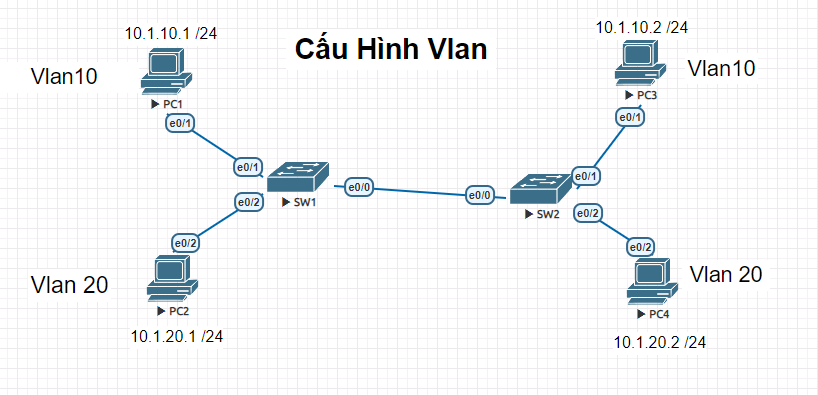 Cấu Hình Vlan
10.1.10.1 /24
Vlan10
PC1
e0/1
e0/1
SW1
e0/0
e0/2
e0/2
Vlan 20
PC2
10.1.20.1 /24
10.1.10.2 /24
Vlan10
PC3
e0/1
e0/1
e0/0
SW2
e0/2
e0/2
Vlan 20
PC4
10.1.20.2 /24